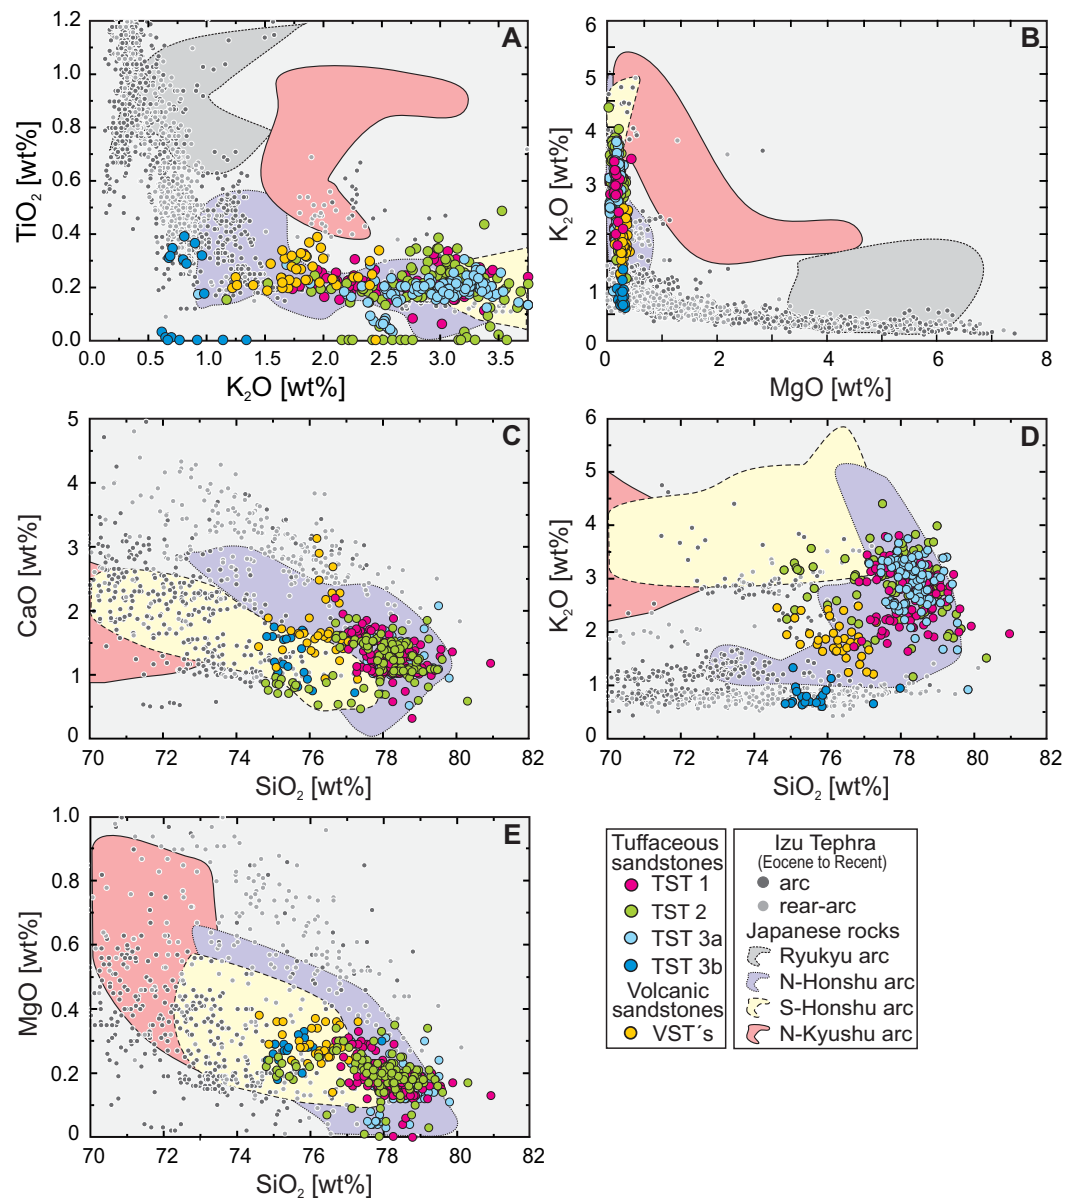 A
TiO2 [wt%]
1.2
1.0
0.8
0.6
0.4
0.2
0.0
0.0 0.5 1.0 1.5 2.0 2.5 3.0 3.5
K2O [wt%]
B
K2O [wt%]
6
5
4
3
2
1
0
0 2 4 6 8
MgO [wt%]
C
CaO [wt%]
5
4
3
2
1
0
70 72 74 76 78 80 82
SiO2 [wt%]
D
K2O [wt%]
6
5
4
3
2
1
0
70 72 74 76 78 80 82
SiO2 [wt%]
E
MgO [wt%]
1.0
0.8
0.6
0.4
0.2
0
70 72 74 76 78 80 82
SiO2 [wt%]
Tuffaceous
sandstones
TST 1
TST 2
TST 3a
TST 3b
Volcanic
sandstones
VST´s
Izu Tephra
(Eocene to Recent)
arc
rear-arc
Japanese rocks
Ryukyu arc
N-Honshu arc
S-Honshu arc
N-Kyushu arc